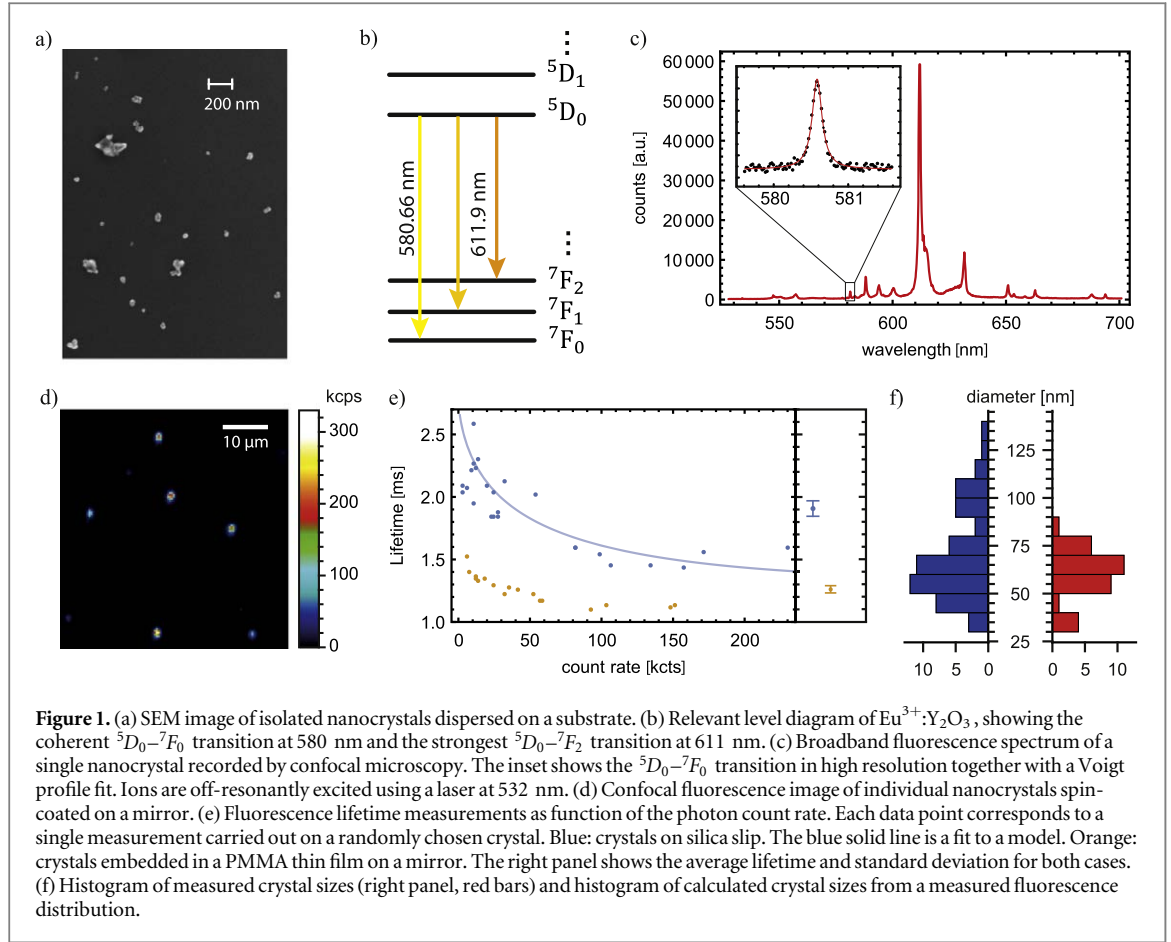 a)
200 nm
b)
⋮
⁵D₁
⁵D₀
580.66 nm
611.9 nm
⋮
⁷F₂
⁷F₁
⁷F₀
c)
counts [a.u.]
60 000
50 000
40 000
30 000
20 000
10 000
0
580 581
550 600 650 700
wavelength [nm]
d)
10 µm
kcps
300
200
100
0
e)
Lifetime [ms]
2.5
2.0
1.5
1.0
0 50 100 150 200
count rate [kcts]
f)
diameter [nm]
125
100
75
50
25
10 5 0
0 5 10
Figure 1. (a) SEM image of isolated nanocrystals dispersed on a substrate. (b) Relevant level diagram of Eu³⁺:Y₂O₃, showing the
coherent ⁵D₀–⁷F₀ transition at 580 nm and the strongest ⁵D₀–⁷F₂ transition at 611 nm. (c) Broadband fluorescence spectrum of a
single nanocrystal recorded by confocal microscopy. The inset shows the ⁵D₀–⁷F₀ transition in high resolution together with a Voigt
profile fit. Ions are off-resonantly excited using a laser at 532 nm. (d) Confocal fluorescence image of individual nanocrystals spin-
coated on a mirror. (e) Fluorescence lifetime measurements as function of the photon count rate. Each data point corresponds to a
single measurement carried out on a randomly chosen crystal. Blue: crystals on silica slip. The blue solid line is a fit to a model. Orange:
crystals embedded in a PMMA thin film on a mirror. The right panel shows the average lifetime and standard deviation for both cases.
(f) Histogram of measured crystal sizes (right panel, red bars) and histogram of calculated crystal sizes from a measured fluorescence
distribution.